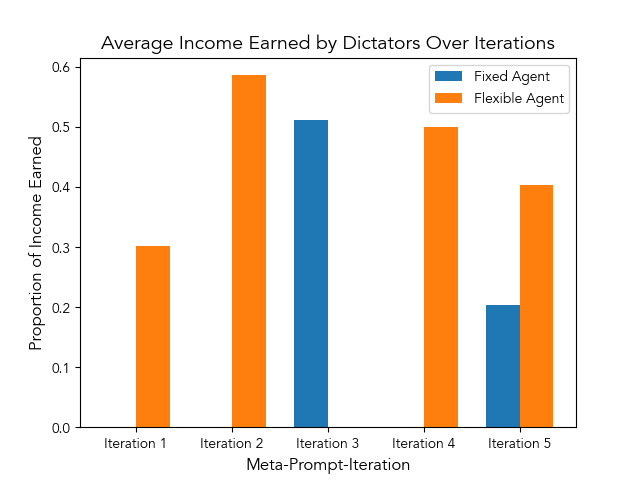 Average Income Earned by Dictators Over Iterations
Fixed Agent
Flexible Agent
Proportion of Income Earned
0.6
0.5
0.4
0.3
0.2
0.1
0.0
Iteration 1
Iteration 2
Iteration 3
Iteration 4
Iteration 5
Meta-Prompt-Iteration